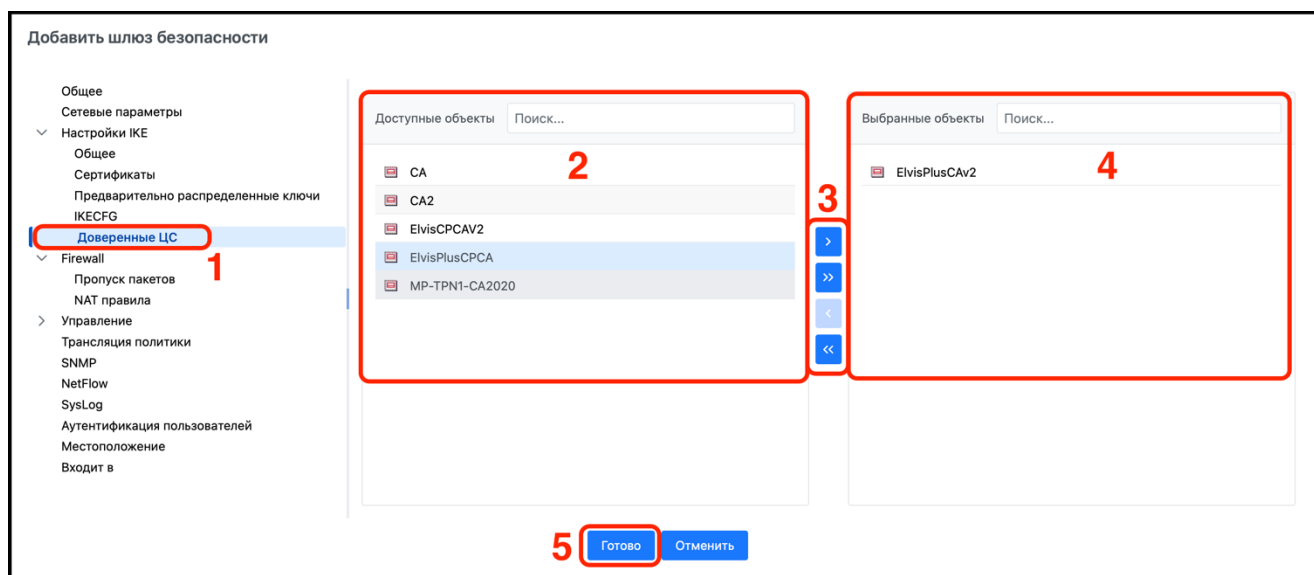 Добавить шлюз безопасности
Общее
Сетевые параметры
Настройки IKE
Общее
Сертификаты
Предварительно распределенные ключи
IKECFG
Доверенные ЦС
1
Firewall
Пропуск пакетов
NAT правила
Управление
Трансляция политики
SNMP
NetFlow
SysLog
Аутентификация пользователей
Местоположение
Входит в
Доступные объекты Поиск...
2
CA
CA2
ElvisCPCAV2
ElvisPlusCPCA
MP-TPN1-CA2020
3
>
>>
<
<<
Выбранные объекты Поиск...
4
ElvisPlusCAv2
5 Готово Отменить